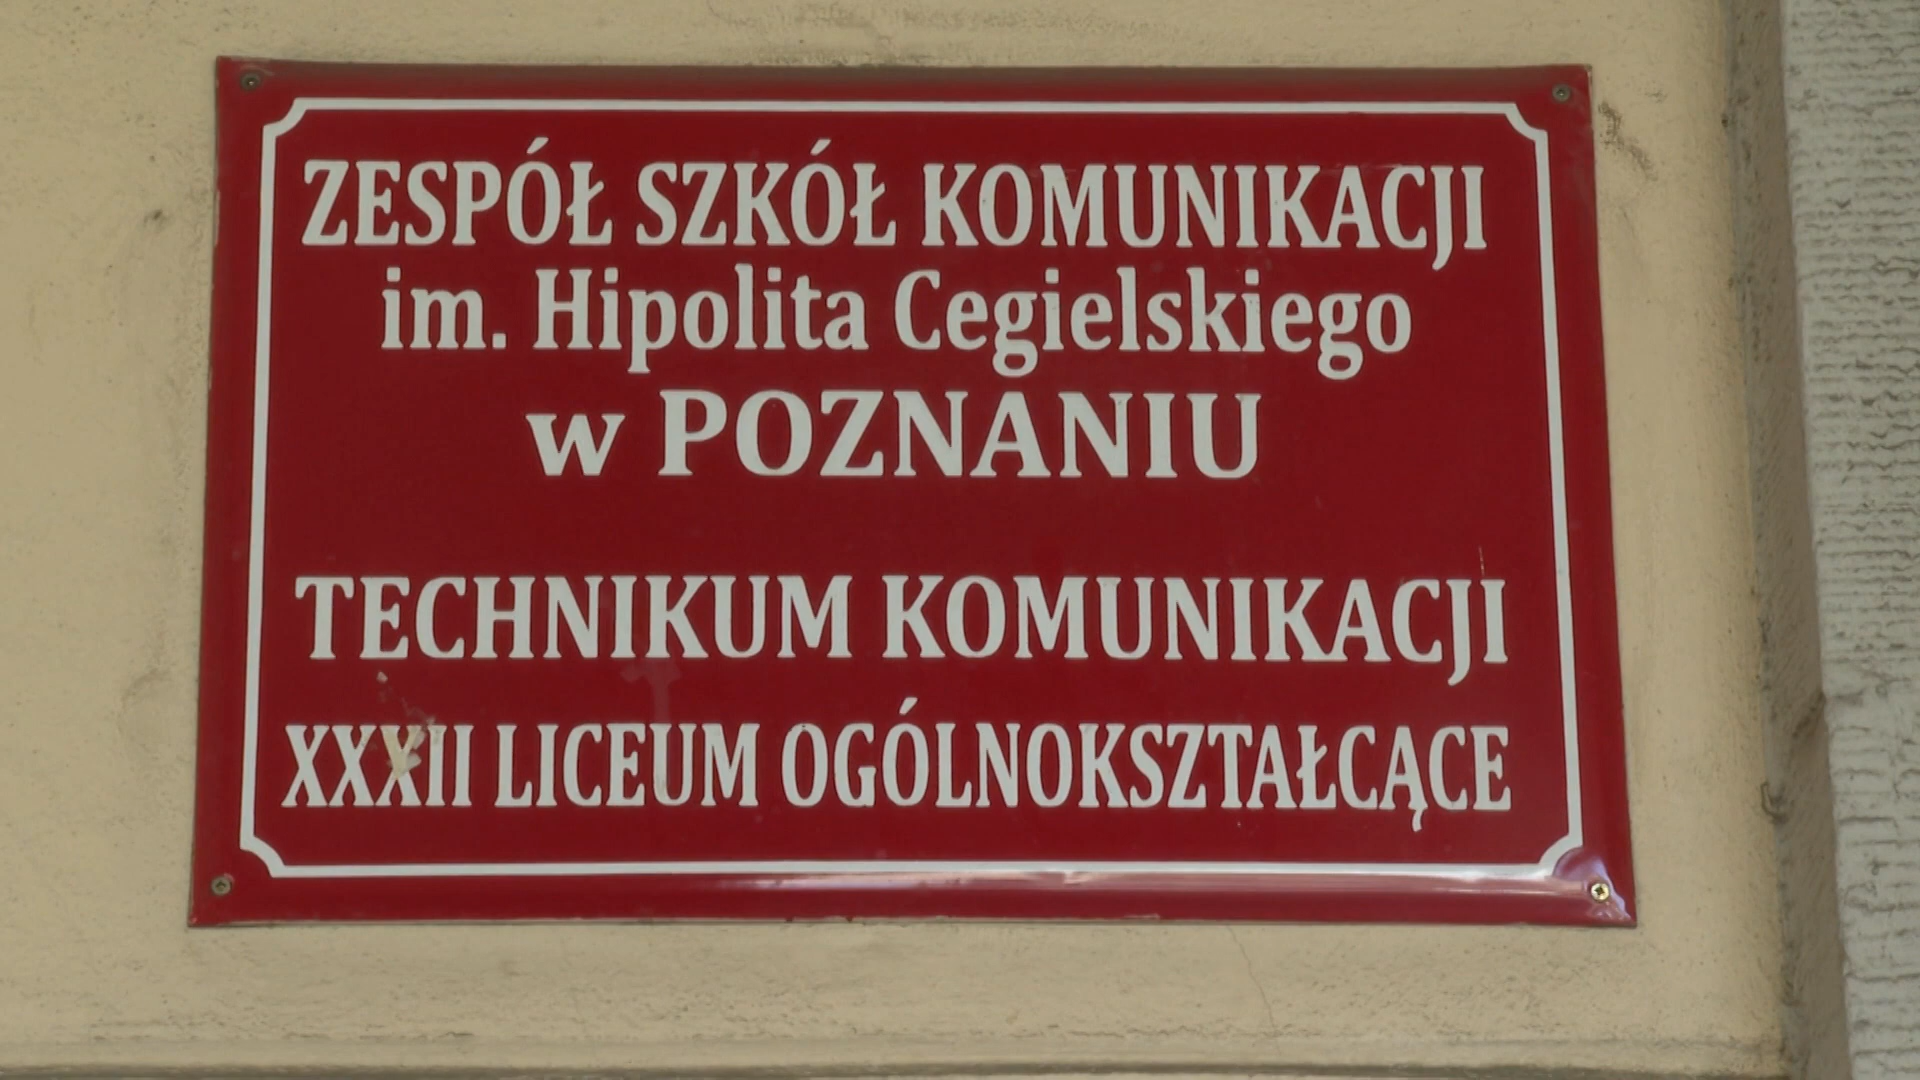 ZESPÓŁ SZKÓŁ KOMUNIKACJI
im. Hipolita Cegielskiego
w POZNANIU
TECHNIKUM KOMUNIKACJI
XXXII LICEUM OGÓLNOKSZTAŁCĄCE